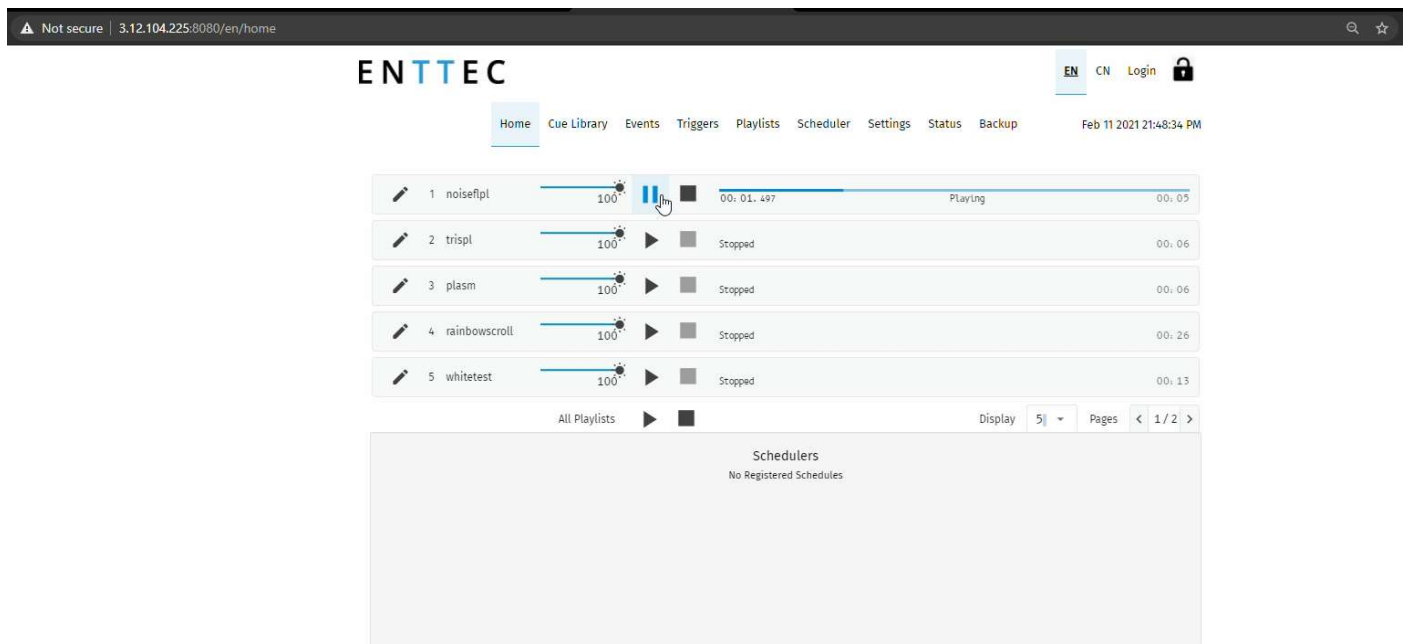 Not secure | 3.12.104.225:8080/en/home
ENTTEC
EN CN Login
Home Cue Library Events Triggers Playlists Scheduler Settings Status Backup Feb 11 2021 21:48:34 PM
1 noiseflpl 100 00:01.497 Playing 00:05
2 trispl 100 Stopped 00:06
3 plasm 100 Stopped 00:06
4 rainbowscroll 100 Stopped 00:26
5 whitetest 100 Stopped 00:13
All Playlists Display 5 Pages < 1/2 >
Schedulers
No Registered Schedules